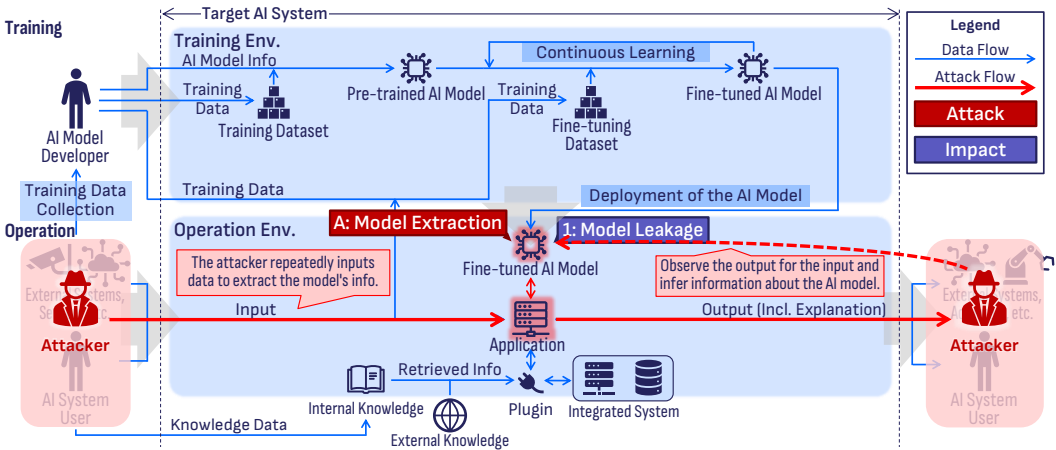 Target AI System
Training
Training Env.
AI Model Info
Continuous Learning
Training
Data
Pre-trained AI Model
Training
Data
Fine-tuned AI Model
Training Dataset
Fine-tuning
Dataset
AI Model
Developer
Training Data
Training Data
Collection
Deployment of the AI Model
Legend
Data Flow
Attack Flow
Attack
Impact
Operation
Operation Env.
A: Model Extraction
1: Model Leakage
The attacker repeatedly inputs
data to extract the model's info.
Fine-tuned AI Model
Observe the output for the input and
infer information about the AI model.
Input
Output (Incl. Explanation)
Attacker
Application
Attacker
AI System
User
Retrieved Info
Internal Knowledge
Plugin
Integrated System
External Knowledge
Knowledge Data
AI System
User